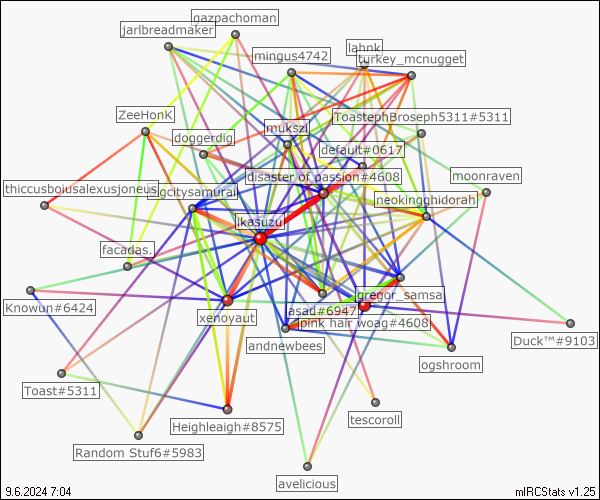 gazpachoman
jarlbreadmaker
lahnk
mingus4742
turkey_mcnugget
ZeeHonK
ToastephBroseph5311#5311
mukszi
doggerdig
default#0617
disaster of passion#4608
moonraven
thiccusboiusalexusjoneus
bigcitysamurai
neokingghidorah
jkasuzu
facadas.
gregor_samsa
Knowun#6424
asad#6947
xenoyaut
pink hair woag#4608
andrewbees
Duck™#9103
ogshroom
Toast#5311
tescoroll
Heighleaigh#8575
Random Stuf6#5983
avelicious
9.6.2024 7:04
mIRCStats v1.25